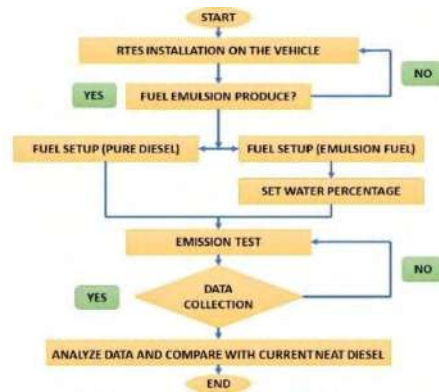 START
RTES INSTALLATION ON THE VEHICLE
NO
YES
FUEL EMULSION PRODUCE?
FUEL SETUP (PURE DIESEL)
FUEL SETUP (EMULSION FUEL)
SET WATER PERCENTAGE
EMISSION TEST
NO
YES
DATA
COLLECTION
ANALYZE DATA AND COMPARE WITH CURRENT NEAT DIESEL
END